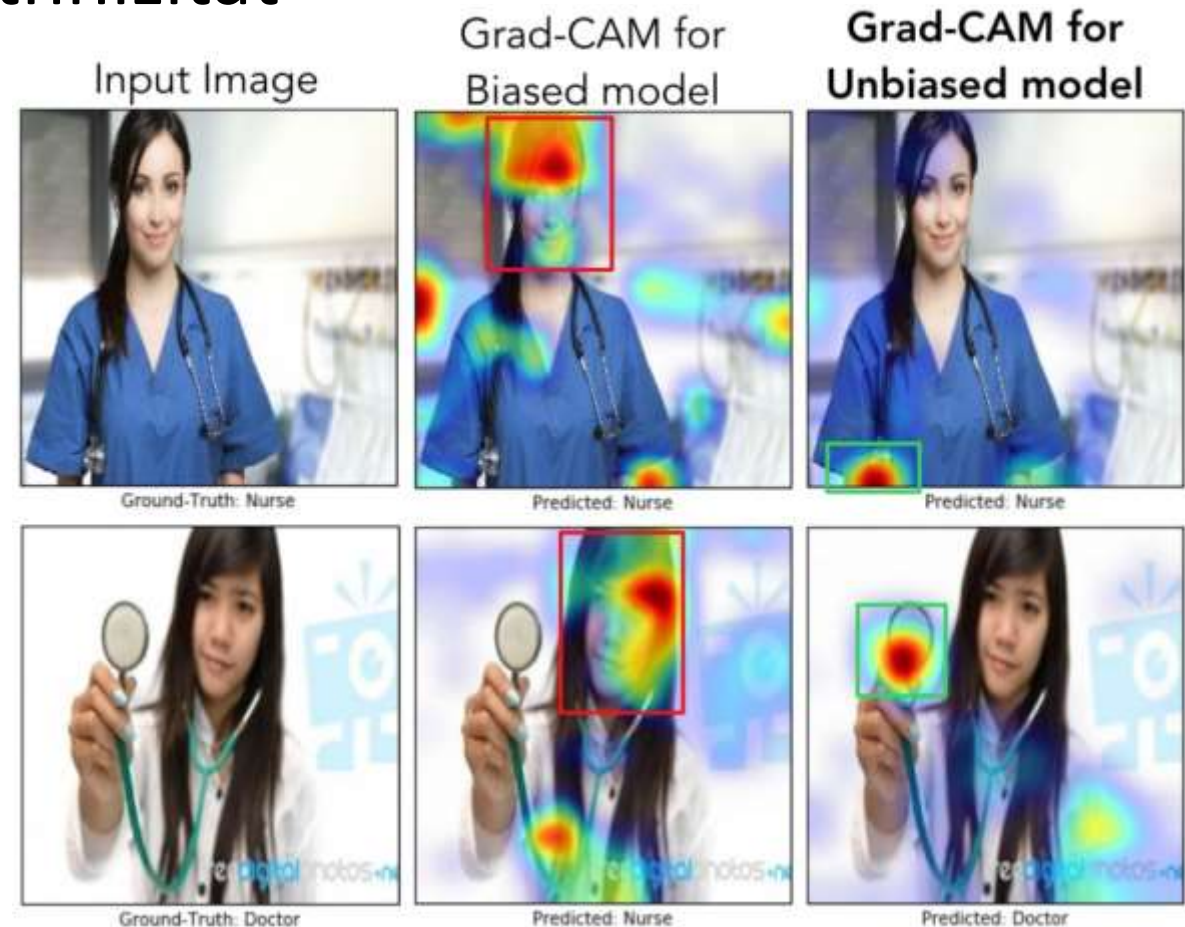 Input Image
Grad-CAM for
Biased model
Grad-CAM for
Unbiased model
Ground-Truth: Nurse
Predicted: Nurse
Predicted: Nurse
Ground-Truth: Doctor
Predicted: Nurse
Predicted: Doctor